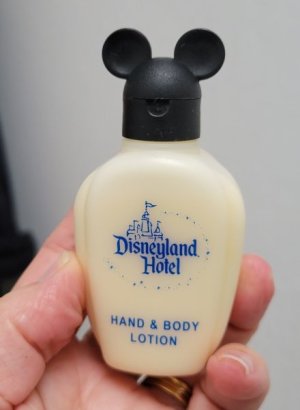 Disneyland
Hotel
HAND & BODY
LOTION